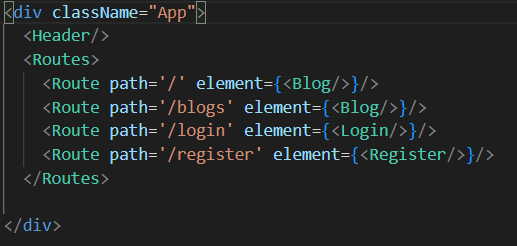 <div className="App">
<Header/>
<Routes>
<Route path='/' element={<Blog/>}/>
<Route path='/blogs' element={<Blog/>}/>
<Route path='/login' element={<Login/>}/>
<Route path='/register' element={<Register/>}/>
</Routes>
</div>